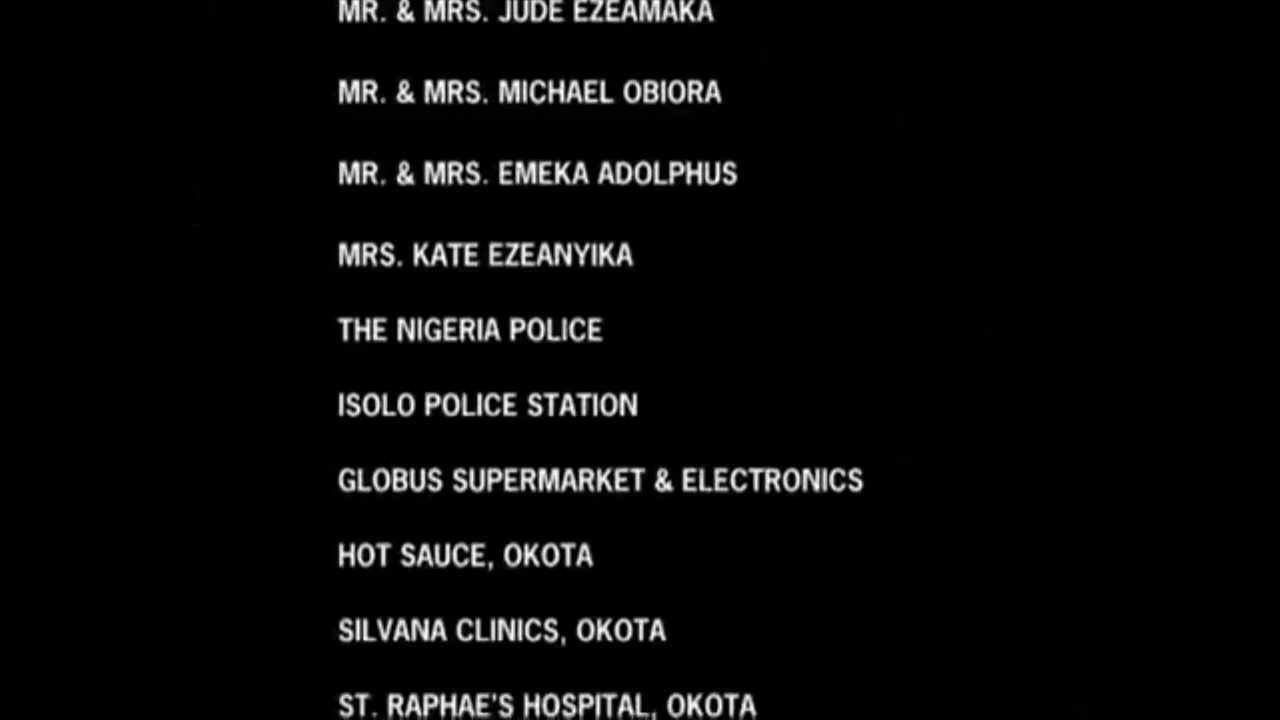 MR. & MRS. JUDE EZEAMAKA
MR. & MRS. MICHAEL OBIORA
MR. & MRS. EMEKA ADOLPHUS
MRS. KATE EZEANYIKA
THE NIGERIA POLICE
ISOLO POLICE STATION
GLOBUS SUPERMARKET & ELECTRONICS
HOT SAUCE, OKOTA
SILVANA CLINICS, OKOTA
ST. RAPHAE'S HOSPITAL, OKOTA